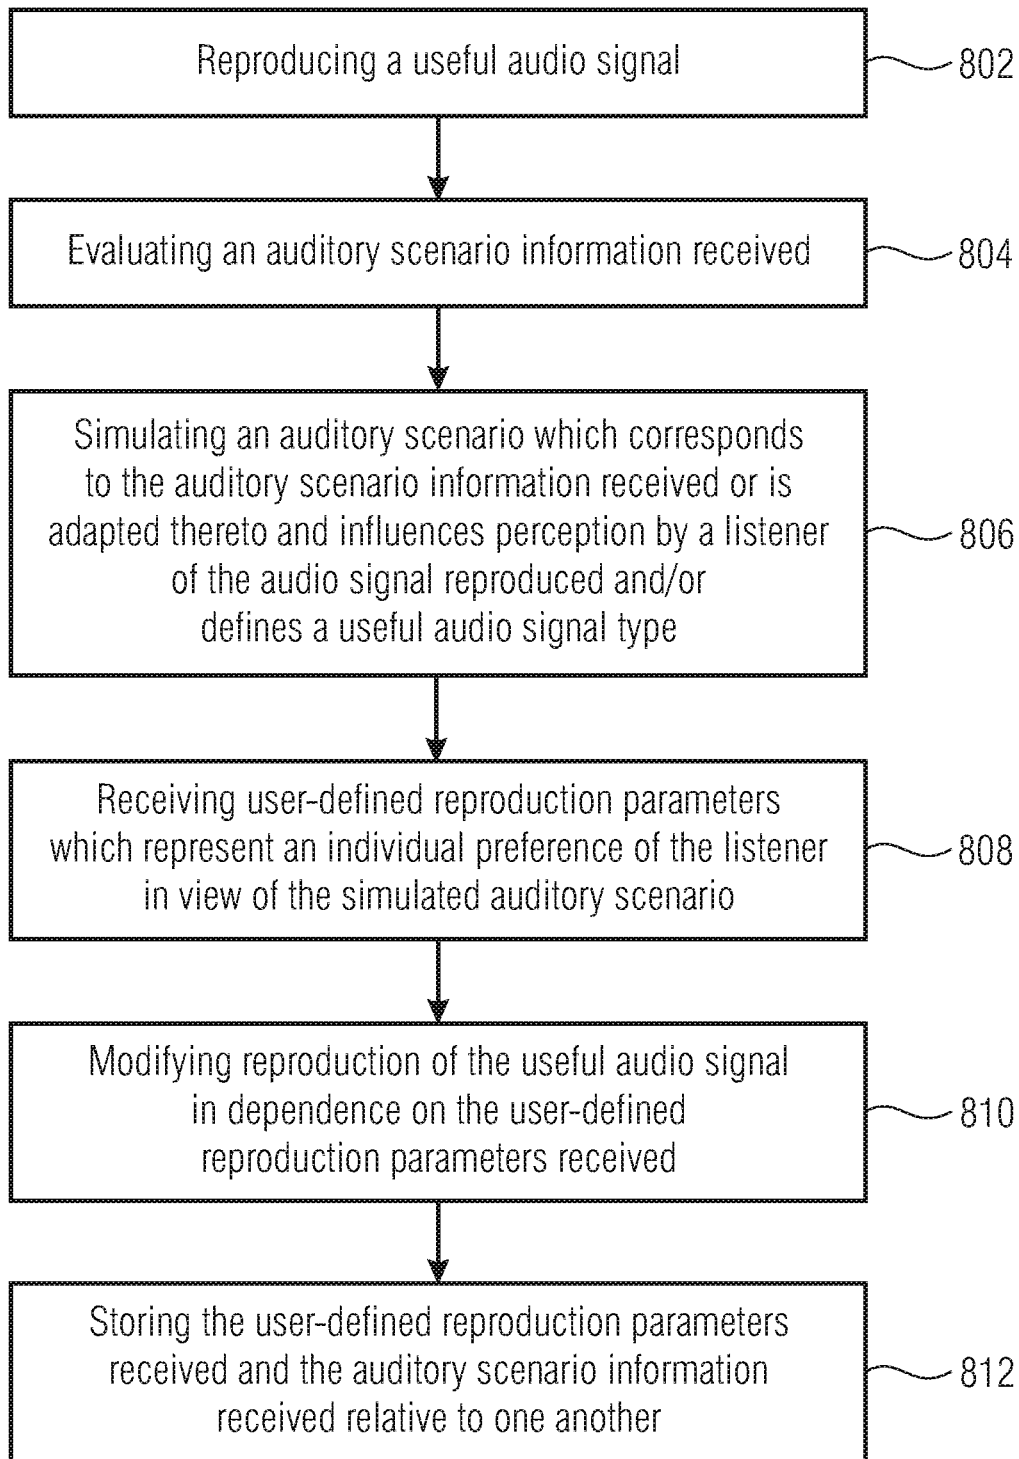 Reproducing a useful audio signal
802
Evaluating an auditory scenario information received
804
Simulating an auditory scenario which corresponds
to the auditory scenario information received or is
adapted thereto and influences perception by a listener
of the audio signal reproduced and/or
defines a useful audio signal type
806
Receiving user-defined reproduction parameters
which represent an individual preference of the listener
in view of the simulated auditory scenario
808
Modifying reproduction of the useful audio signal
in dependence on the user-defined
reproduction parameters received
810
Storing the user-defined reproduction parameters
received and the auditory scenario information
received relative to one another
812